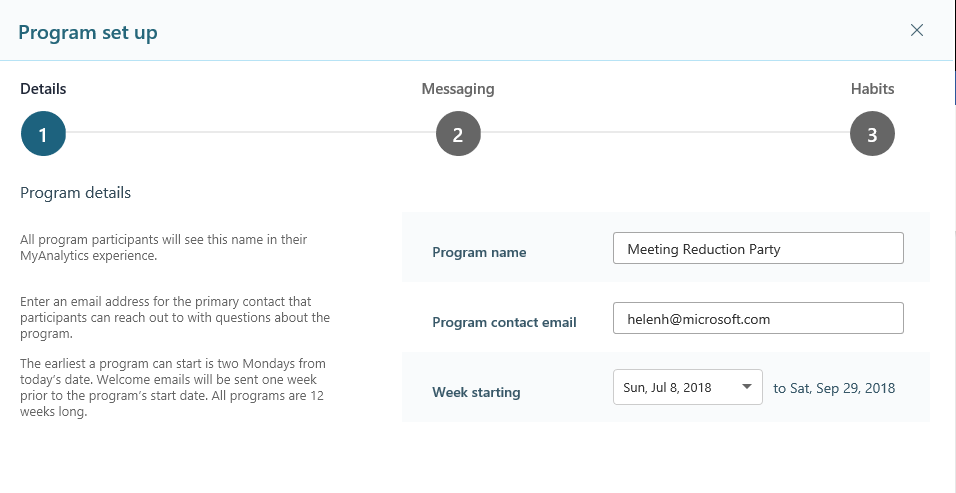 Program set up
Details
Messaging
Habits
1
2
3
Program details
All program participants will see this name in their
MyAnalytics experience.
Program name
Meeting Reduction Party
Enter an email address for the primary contact that
participants can reach out to with questions about the
program.
Program contact email
helenh@microsoft.com
The earliest a program can start is two Mondays from
today's date. Welcome emails will be sent one week
prior to the program's start date. All programs are 12
weeks long.
Week starting
Sun, Jul 8, 2018
to Sat, Sep 29, 2018